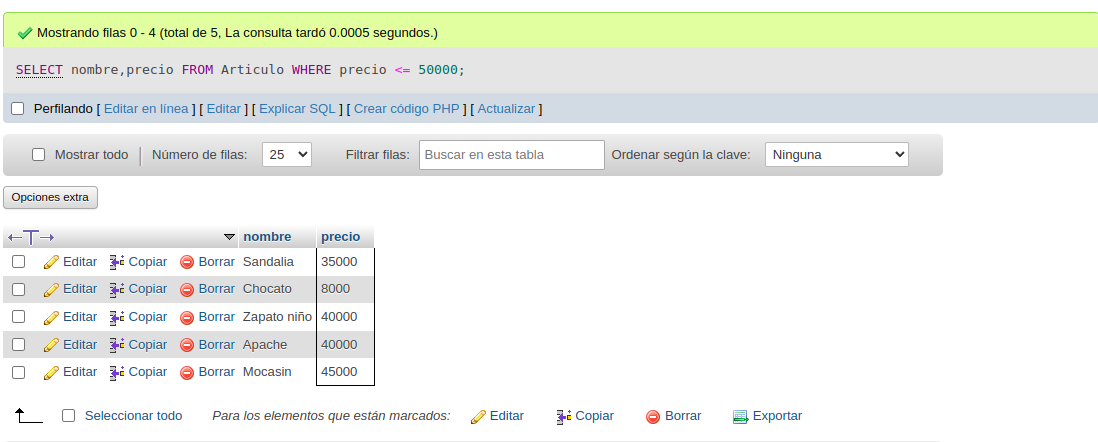 Mostrando filas 0 - 4 (total de 5, La consulta tardó 0.0005 segundos.)
SELECT nombre,precio FROM Articulo WHERE precio <= 50000;
Perfilando [ Editar en línea ] [ Editar ] [ Explicar SQL ] [ Crear código PHP ] [ Actualizar ]
Mostrar todo | Número de filas: 25 Filtrar filas: Buscar en esta tabla Ordenar según la clave: Ninguna
Opciones extra
←T→ nombre precio
Editar Copiar Borrar Sandalia 35000
Editar Copiar Borrar Chocato 8000
Editar Copiar Borrar Zapato niño 40000
Editar Copiar Borrar Apache 40000
Editar Copiar Borrar Mocasin 45000
Seleccionar todo Para los elementos que están marcados: Editar Copiar Borrar Exportar